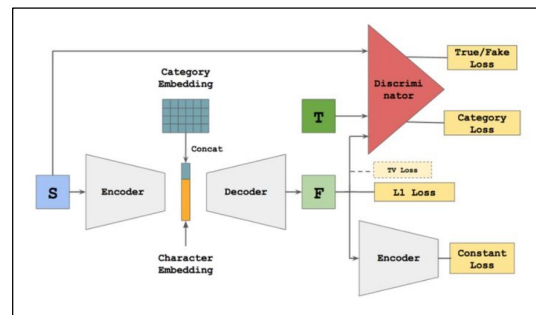 True/Fake
Loss
Category
Embedding
Discrimi
nator
T
Category
Loss
Concat
TV Loss
S
Encoder
Decoder
F
L1 Loss
Character
Embedding
Encoder
Constant
Loss